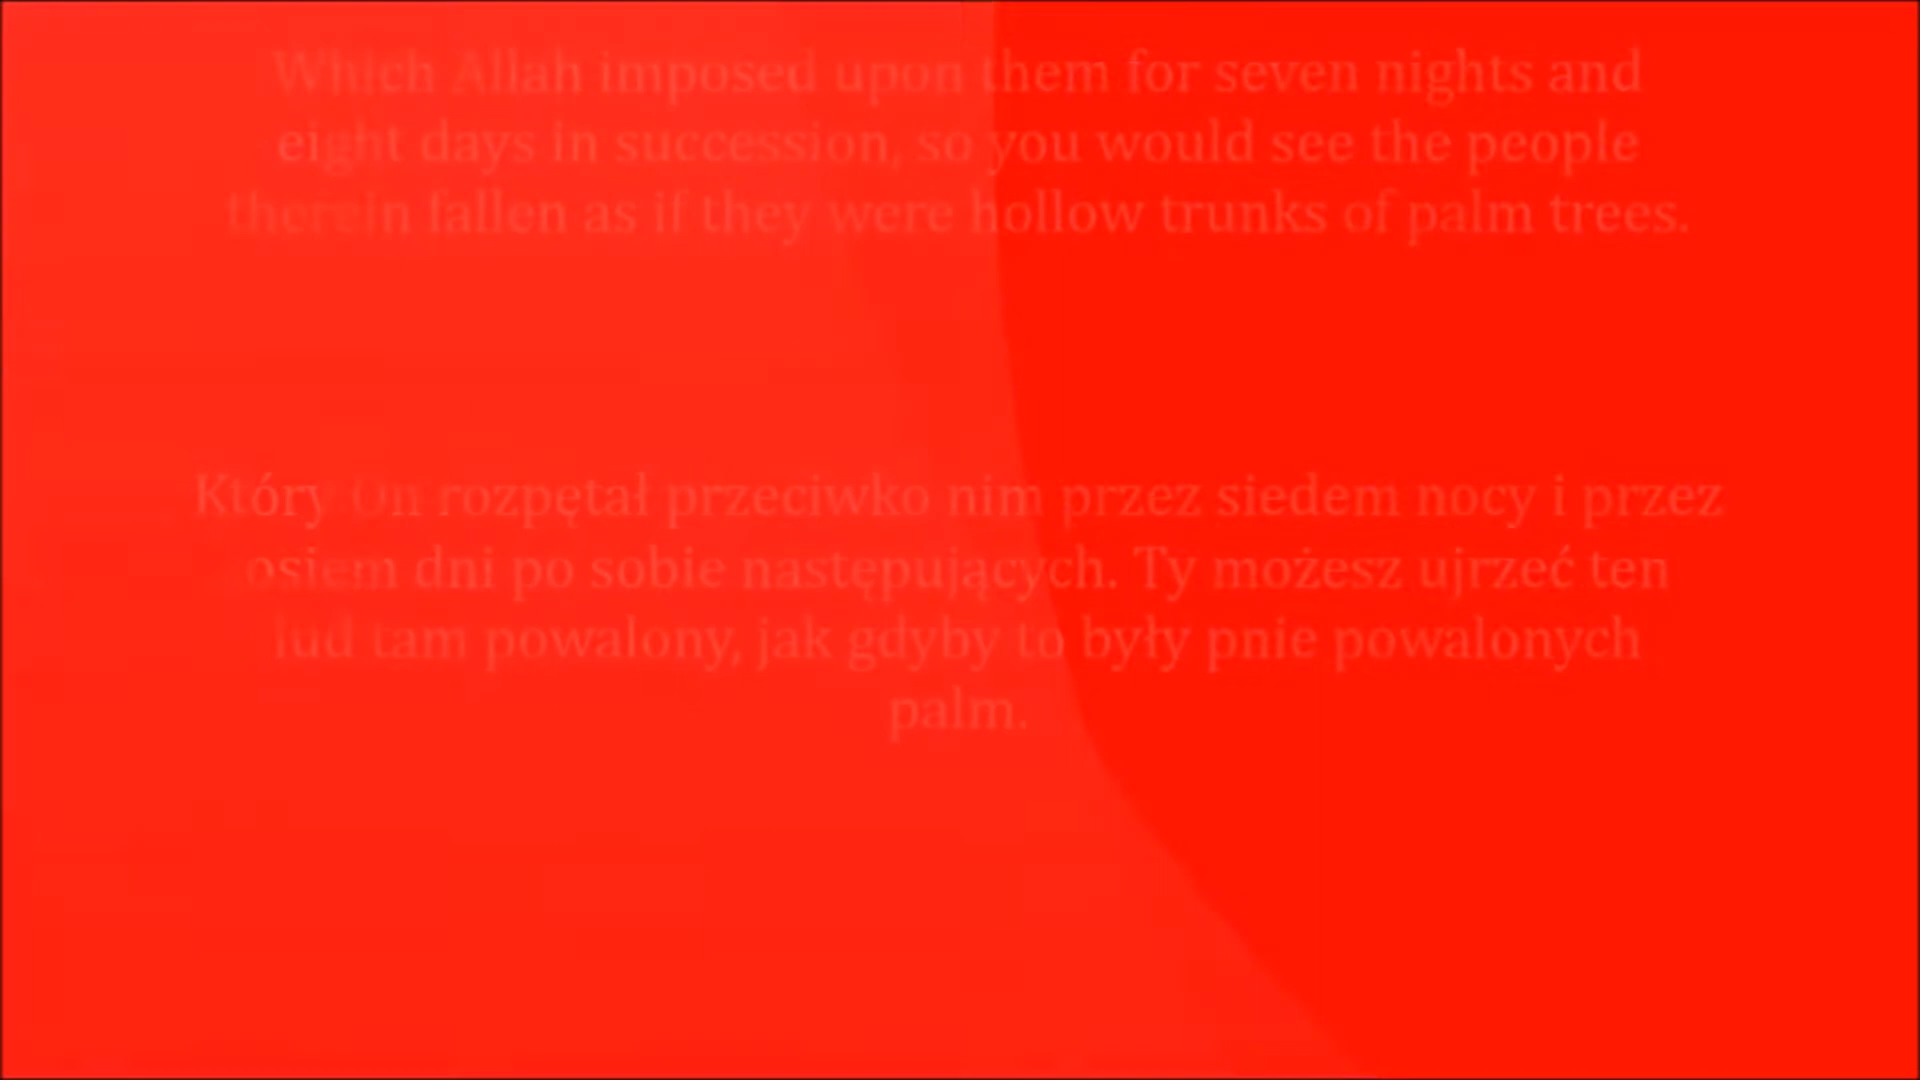 Which Allah imposed upon them for seven nights and
eight days in succession, so you would see the people
therein fallen as if they were hollow trunks of palm trees.
Który On rozpętał przeciwko nim przez siedem nocy i przez
osiem dni po sobie następujących. Ty możesz ujrzeć ten
lud tam powalony, jak gdyby to były pnie powalonych
palm.